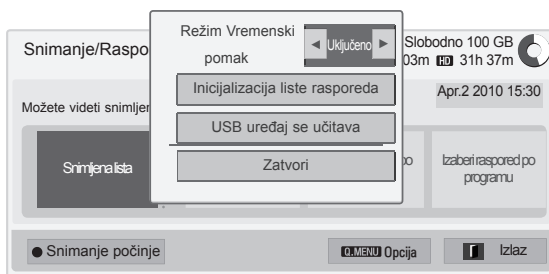 Snimanje/Raspo
Režim Vremenski
pomak
◄ Uključeno ►
Slobodno 100 GB
03m HD 31h 37m
Inicijalizacija liste rasporeda
Apr.2 2010 15:30
Možete videti snimljen
USB uređaj se učitava
Zatvori
Snimljena lista
po
Izaberi raspored po
programu
● Snimanje počinje
Q.MENU Opcija
Izlaz